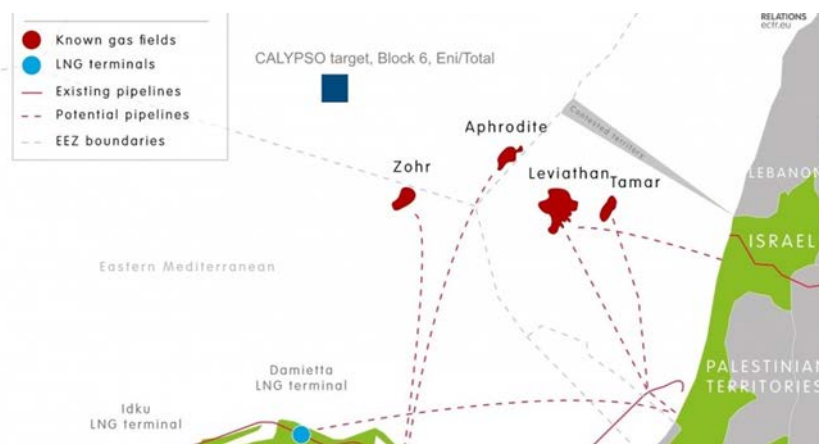 RELATIONS
ecfr.eu
Known gas fields
LNG terminals
Existing pipelines
Potential pipelines
EEZ boundaries
CALYPSO target, Block 6, Eni/Total
Contested territory
Aphrodite
Zohr
Leviathan
Tamar
LEBANON
ISRAEL
Eastern Mediterranean
Damietta
LNG terminal
PALESTINIAN
TERRITORIES
Idku
LNG terminal